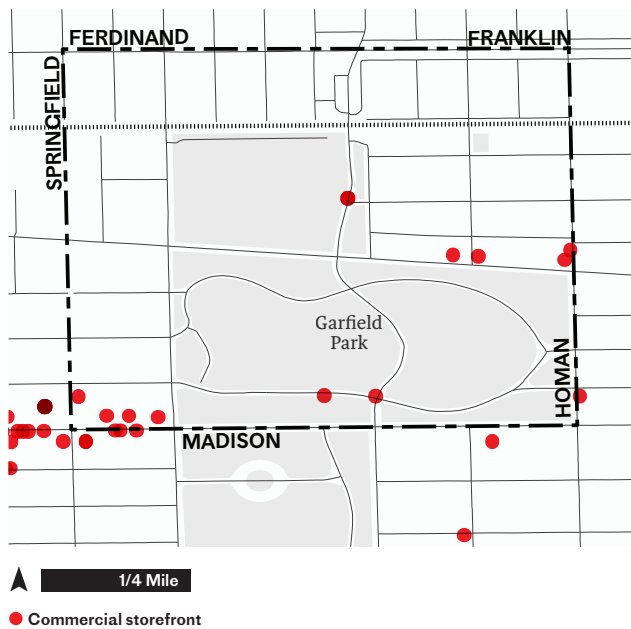 FERDINAND
FRANKLIN
SPRINGFIELD
Garfield
Park
HOMAN
MADISON
1/4 Mile
Commercial storefront